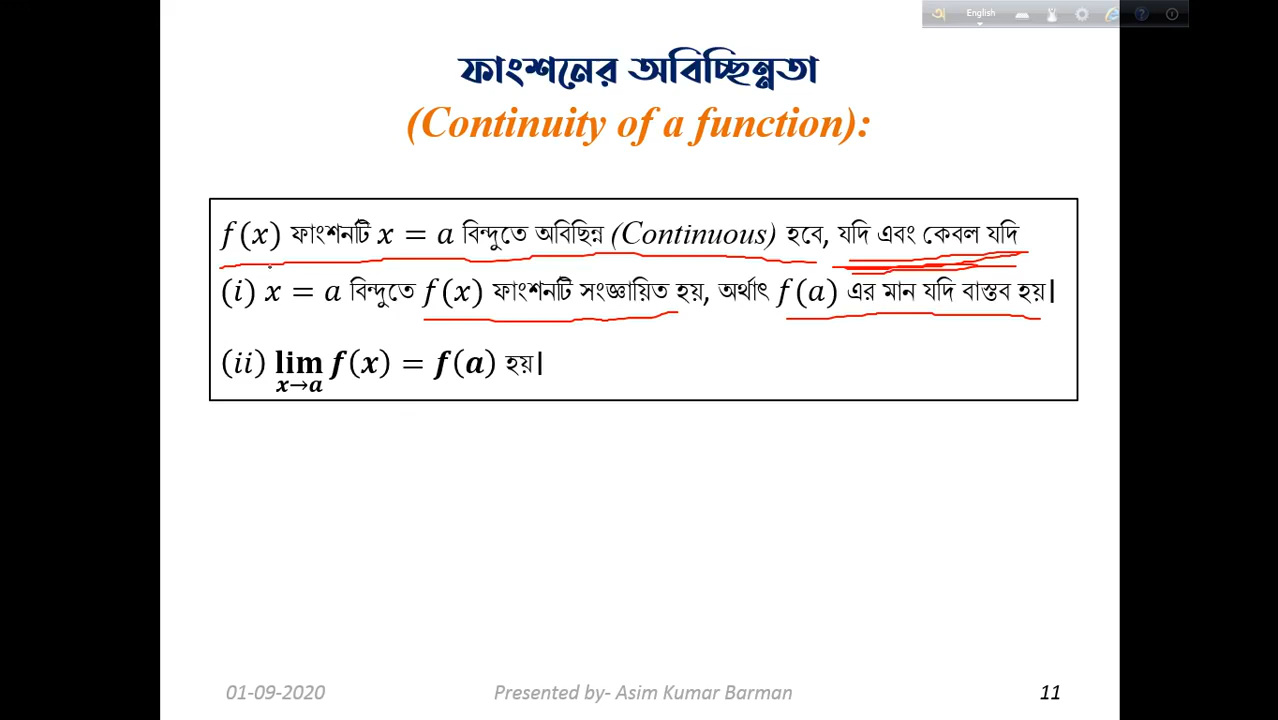 English
ফাংশনের অবিচ্ছিন্নতা
(Continuity of a function):
f(x) ফাংশনটি x = a বিন্দুতে অবিছিন্ন (Continuous) হবে, যদি এবং কেবল যদি
(i) x = a বিন্দুতে f(x) ফাংশনটি সংজ্ঞায়িত হয়, অর্থাৎ f(a) এর মান যদি বাস্তব হয়।
(ii) lim f(x) = f(a) হয়।
x→a
01-09-2020 Presented by- Asim Kumar Barman 11